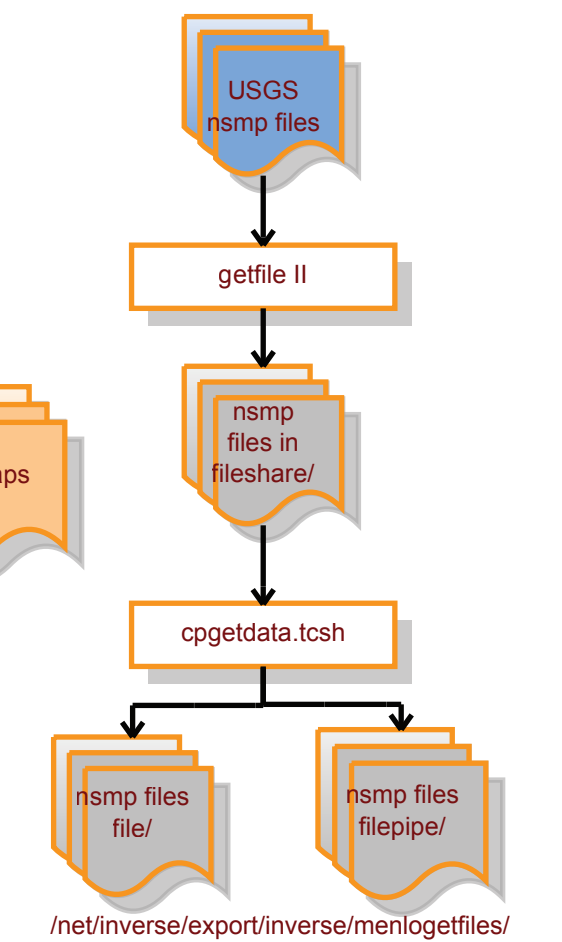 USGS
nsmp files
getfile II
nsmp
files in
fileshare/
aps
cpgetdata.tcsh
nsmp files
file/
nsmp files
filepipe/
/net/inverse/export/inverse/menlogetfiles/